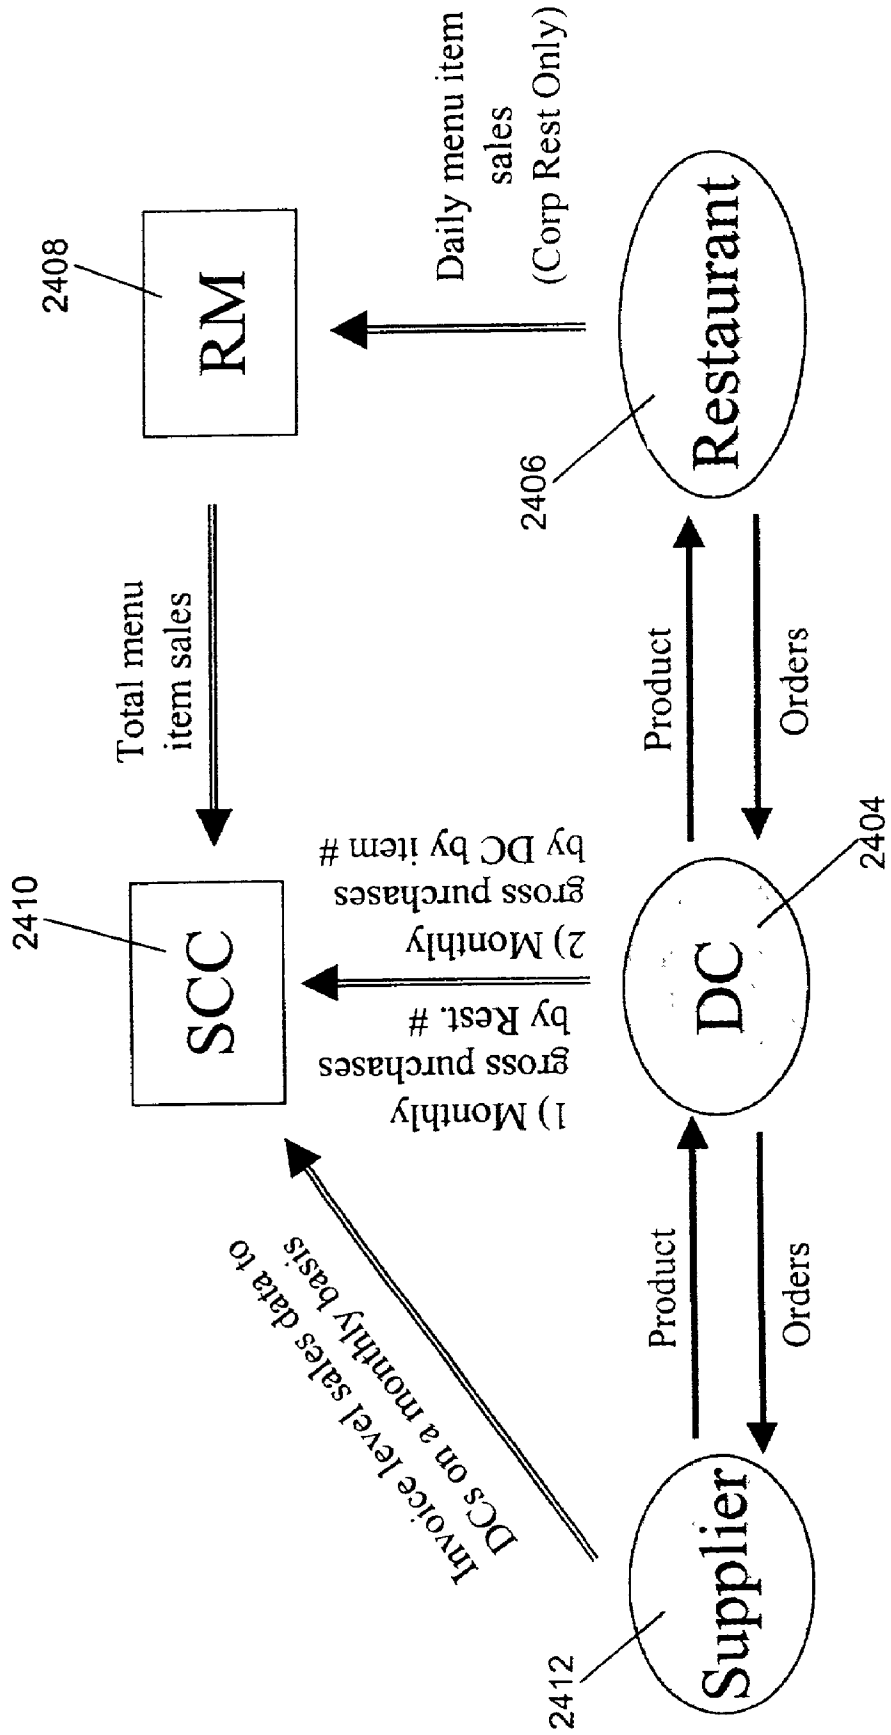 2410
SCC
Total menu
item sales
2408
RM
Invoice level sales data to
DCs on a monthly basis
1) Monthly
gross purchases
by Rest. #
2) Monthly
gross purchases
by DC by item #
Daily menu item
sales
(Corp Rest Only)
2412
Supplier
Product
Orders
DC
2404
Product
Orders
2406
Restaurant